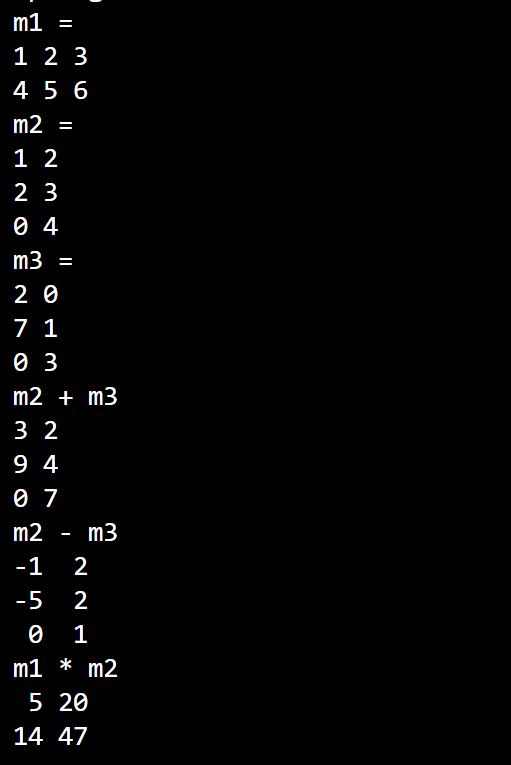 m1 =
1 2 3
4 5 6
m2 =
1 2
2 3
0 4
m3 =
2 0
7 1
0 3
m2 + m3
3 2
9 4
0 7
m2 - m3
-1  2
-5  2
 0  1
m1 * m2
 5 20
14 47